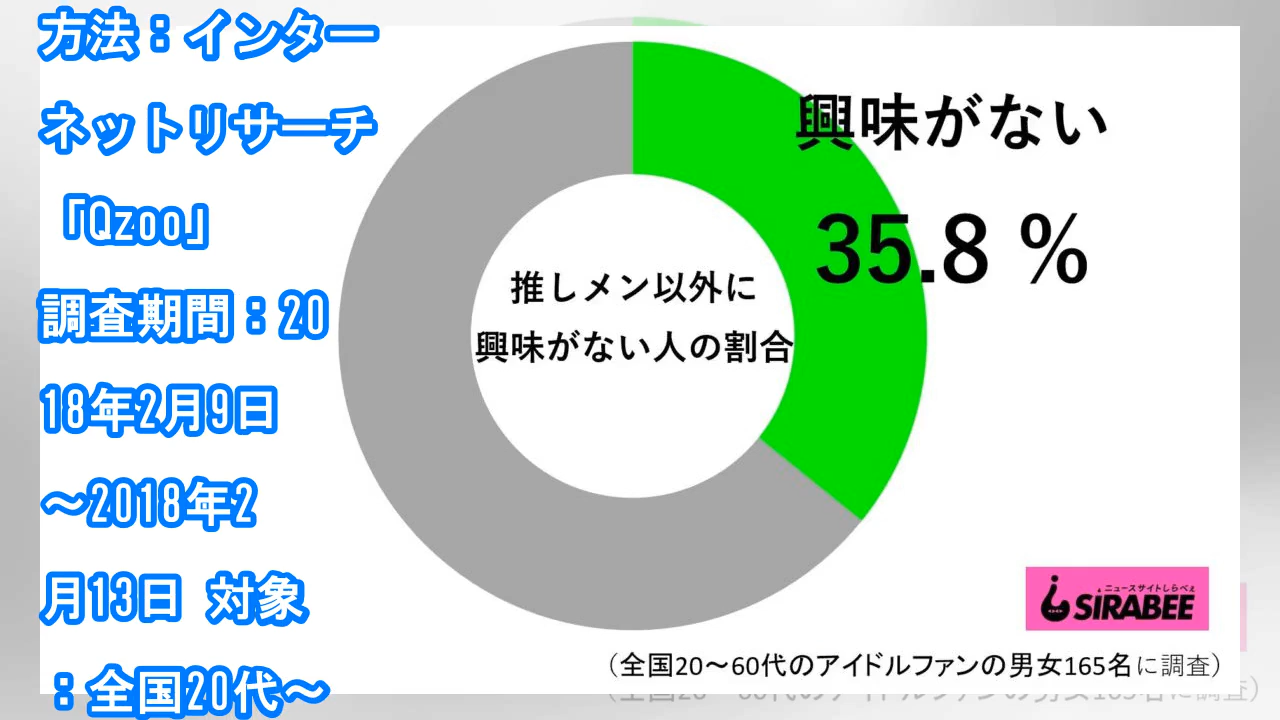 方法：インター
ネットリサーチ
「Qzoo」
調査期間：20
18年2月9日
～2018年2
月13日 対象
：全国20代～
興味がない
35.8 %
推しメン以外に
興味がない人の割合
ニュースサイトしらべぇ
SIRABEE
（全国20～60代のアイドルファンの男女165名に調査）